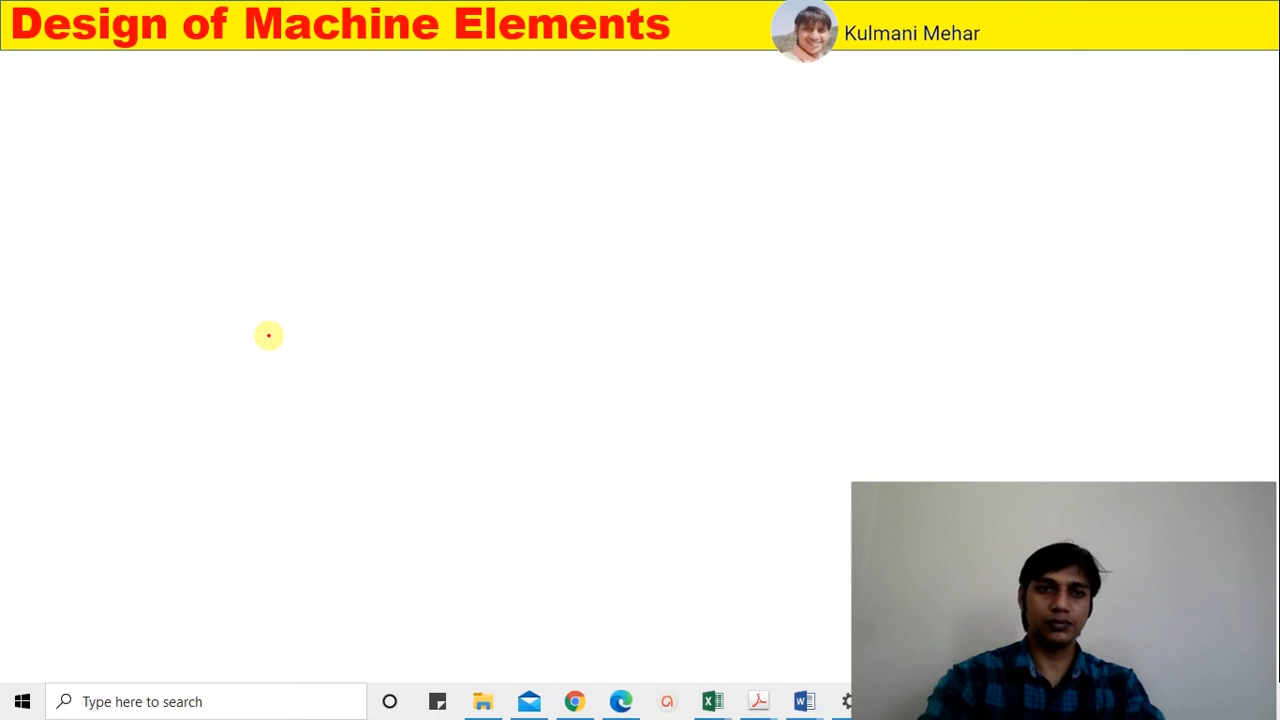 Design of Machine Elements
Kulmani Mehar
Type here to search